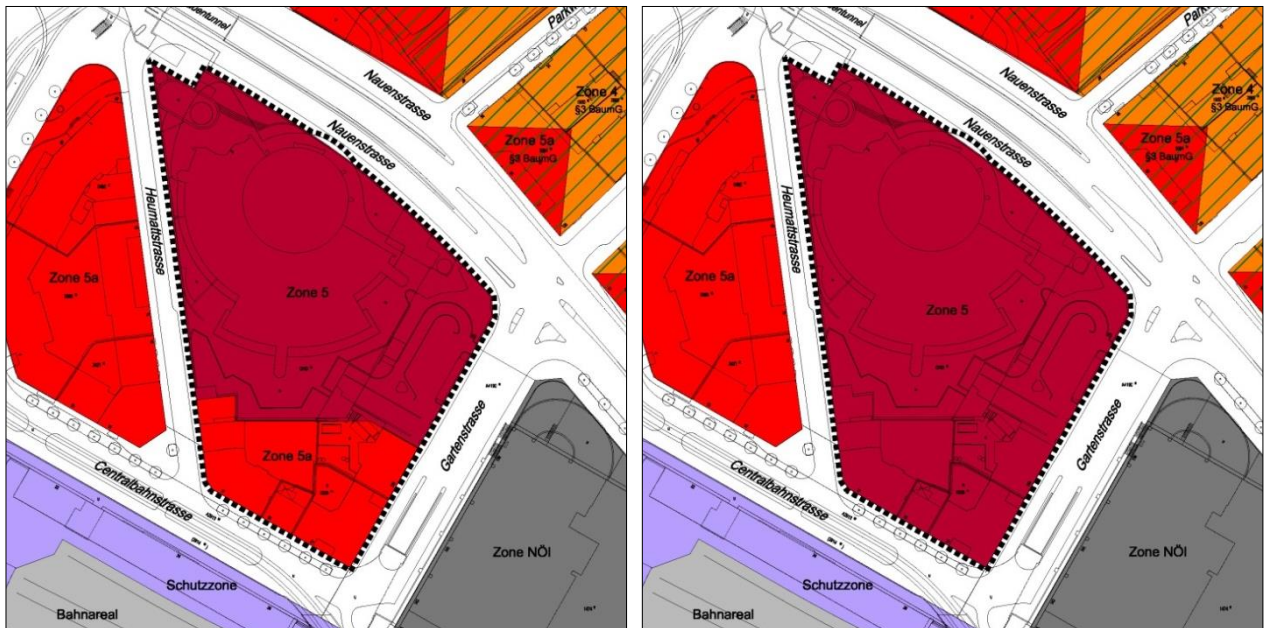 Nauenstrasse
Zone 4
§3 BaumG
Nauenstrasse
Zone 5a
§3 BaumG
Heumattstrasse
Zone 5a
Zone 5
Gartenstrasse
Zone 5a
Centralbahnstrasse
Zone NÖI
Schutzzone
Bahnareal
Nauenstrasse
Zone 4
§3 BaumG
Nauenstrasse
Zone 5a
§3 BaumG
Heumattstrasse
Zone 5a
Zone 5
Gartenstrasse
Centralbahnstrasse
Zone NÖI
Schutzzone
Bahnareal